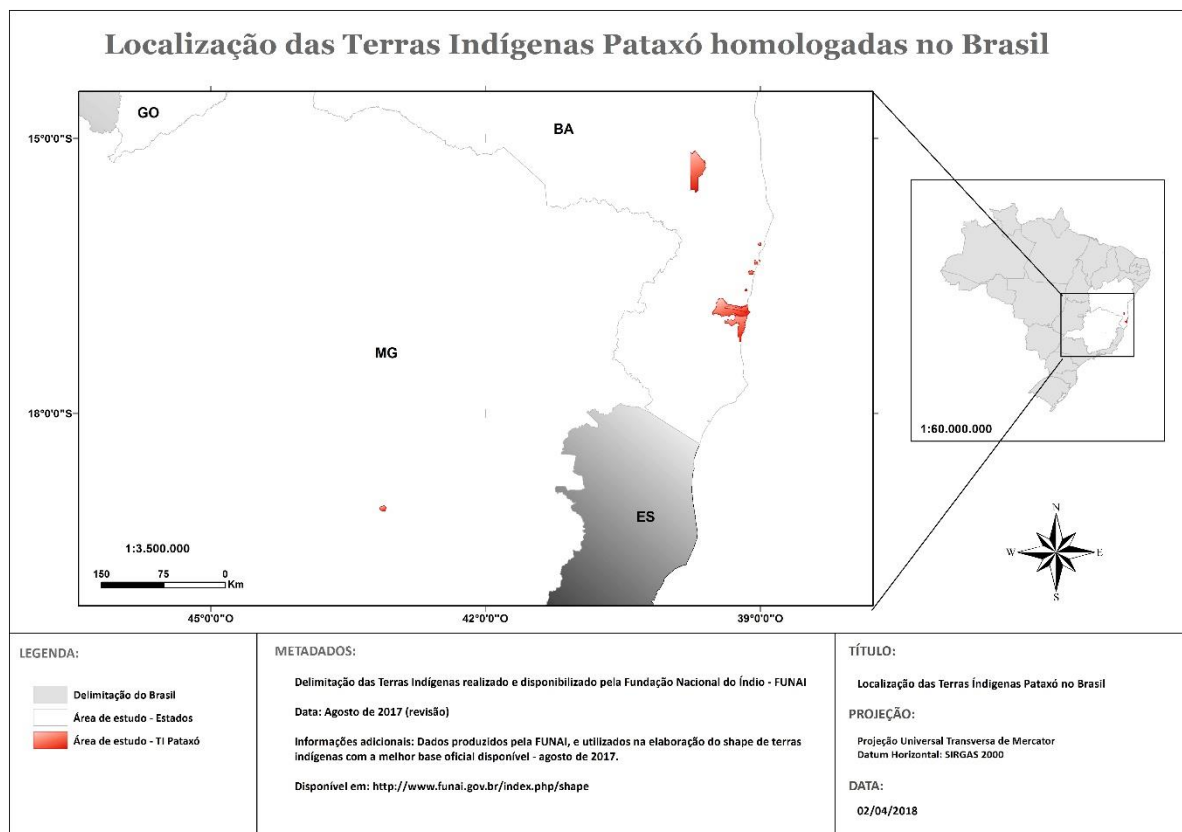 Localização das Terras Indígenas Pataxó homologadas no Brasil
GO
BA
15°0'0"S
MG
18°0'0"S
ES
1:3.500.000
150 75 0
Km
45°0'0"O
42°0'0"O
39°0'0"O
1:60.000.000
N
W
E
S
LEGENDA:
Delimitação do Brasil
Área de estudo - Estados
Área de estudo - TI Pataxó
METADADOS:
Delimitação das Terras Indígenas realizado e disponibilizado pela Fundação Nacional do Índio - FUNAI
Data: Agosto de 2017 (revisão)
Informações adicionais: Dados produzidos pela FUNAI, e utilizados na elaboração do shape de terras
indígenas com a melhor base oficial disponível - agosto de 2017.
Disponível em: http://www.funai.gov.br/index.php/shape
TÍTULO:
Localização das Terras Índigenas Pataxó no Brasil
PROJEÇÃO:
Projeção Universal Transversa de Mercator
Datum Horizontal: SIRGAS 2000
DATA:
02/04/2018